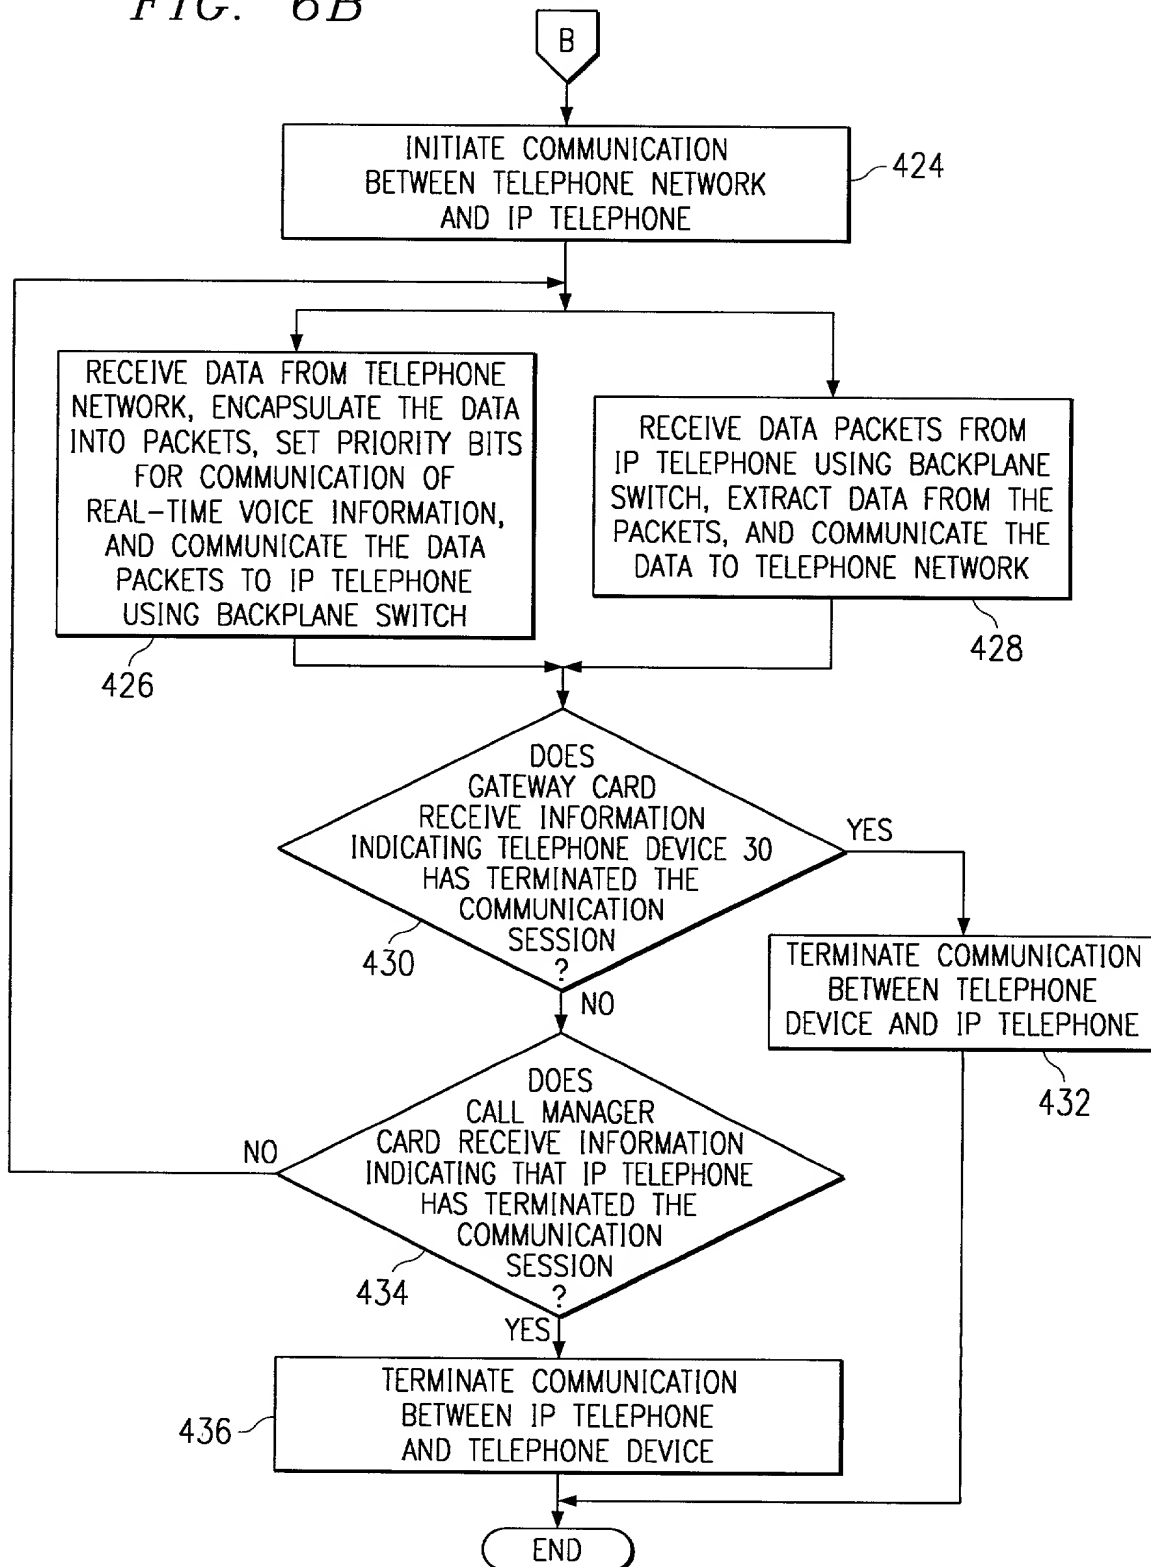 FIG. 6B
B
INITIATE COMMUNICATION
BETWEEN TELEPHONE NETWORK
AND IP TELEPHONE
424
RECEIVE DATA FROM TELEPHONE
NETWORK, ENCAPSULATE THE DATA
INTO PACKETS, SET PRIORITY BITS
FOR COMMUNICATION OF
REAL-TIME VOICE INFORMATION,
AND COMMUNICATE THE DATA
PACKETS TO IP TELEPHONE
USING BACKPLANE SWITCH
426
RECEIVE DATA PACKETS FROM
IP TELEPHONE USING BACKPLANE
SWITCH, EXTRACT DATA FROM THE
PACKETS, AND COMMUNICATE THE
DATA TO TELEPHONE NETWORK
428
DOES
GATEWAY CARD
RECEIVE INFORMATION
INDICATING TELEPHONE DEVICE 30
HAS TERMINATED THE
COMMUNICATION
SESSION
?
430
YES
NO
TERMINATE COMMUNICATION
BETWEEN TELEPHONE
DEVICE AND IP TELEPHONE
432
DOES
CALL MANAGER
CARD RECEIVE INFORMATION
INDICATING THAT IP TELEPHONE
HAS TERMINATED THE
COMMUNICATION
SESSION
?
434
NO
YES
TERMINATE COMMUNICATION
BETWEEN IP TELEPHONE
AND TELEPHONE DEVICE
436
END